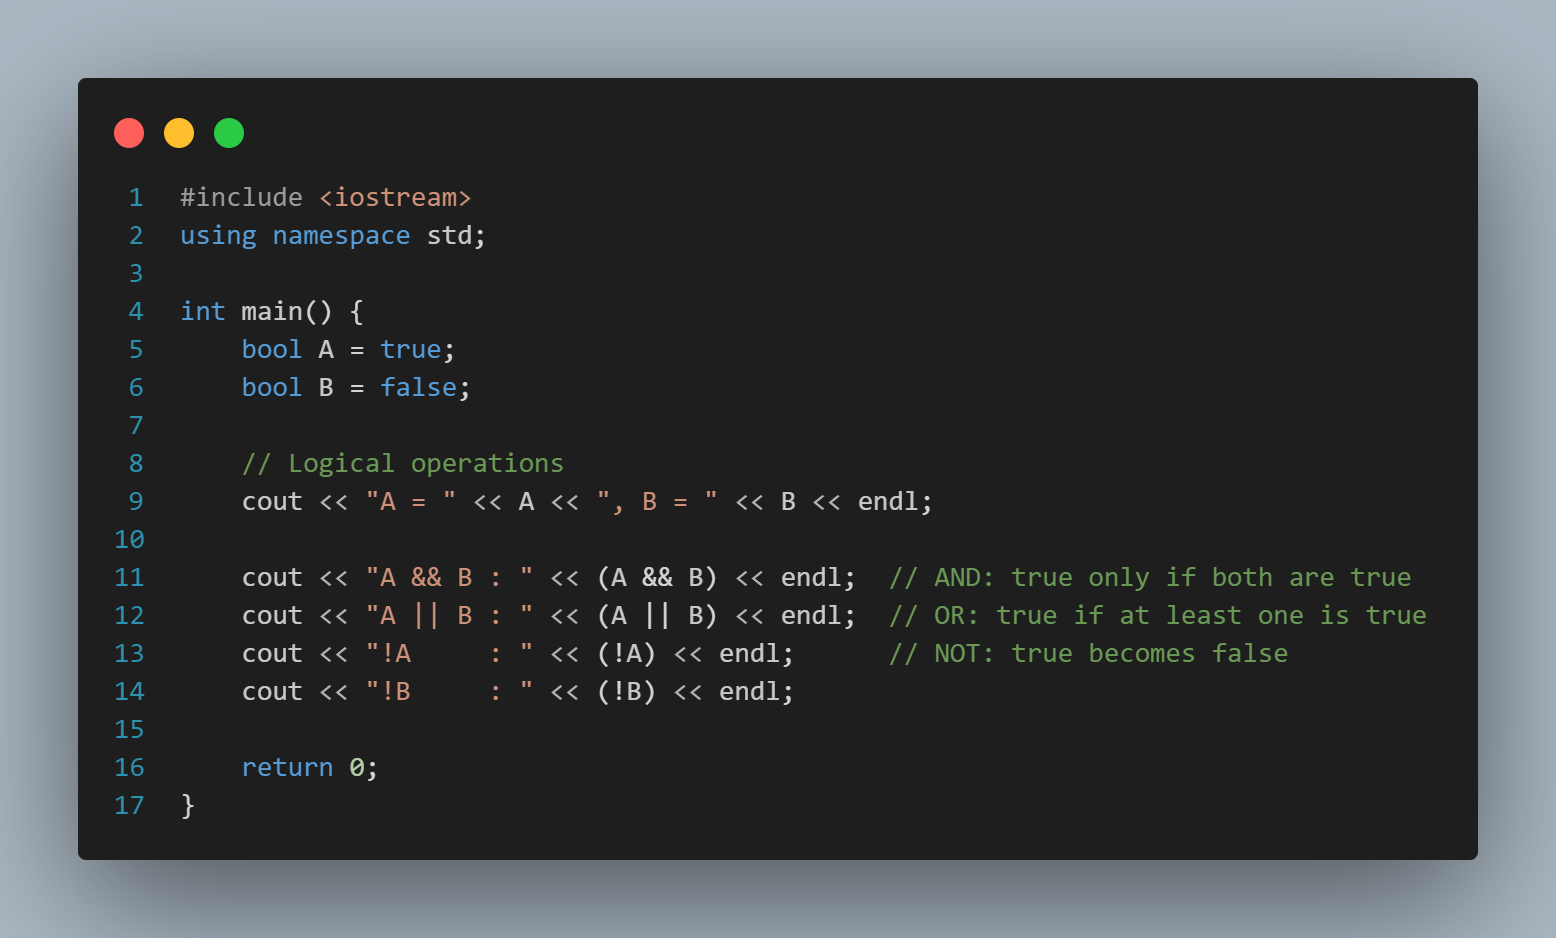 1 #include <iostream>
2 using namespace std;
3
4 int main() {
5     bool A = true;
6     bool B = false;
7
8     // Logical operations
9     cout << "A = " << A << ", B = " << B << endl;
10
11     cout << "A && B : " << (A && B) << endl;  // AND: true only if both are true
12     cout << "A || B : " << (A || B) << endl;  // OR: true if at least one is true
13     cout << "!A     : " << (!A) << endl;      // NOT: true becomes false
14     cout << "!B     : " << (!B) << endl;
15
16     return 0;
17 }